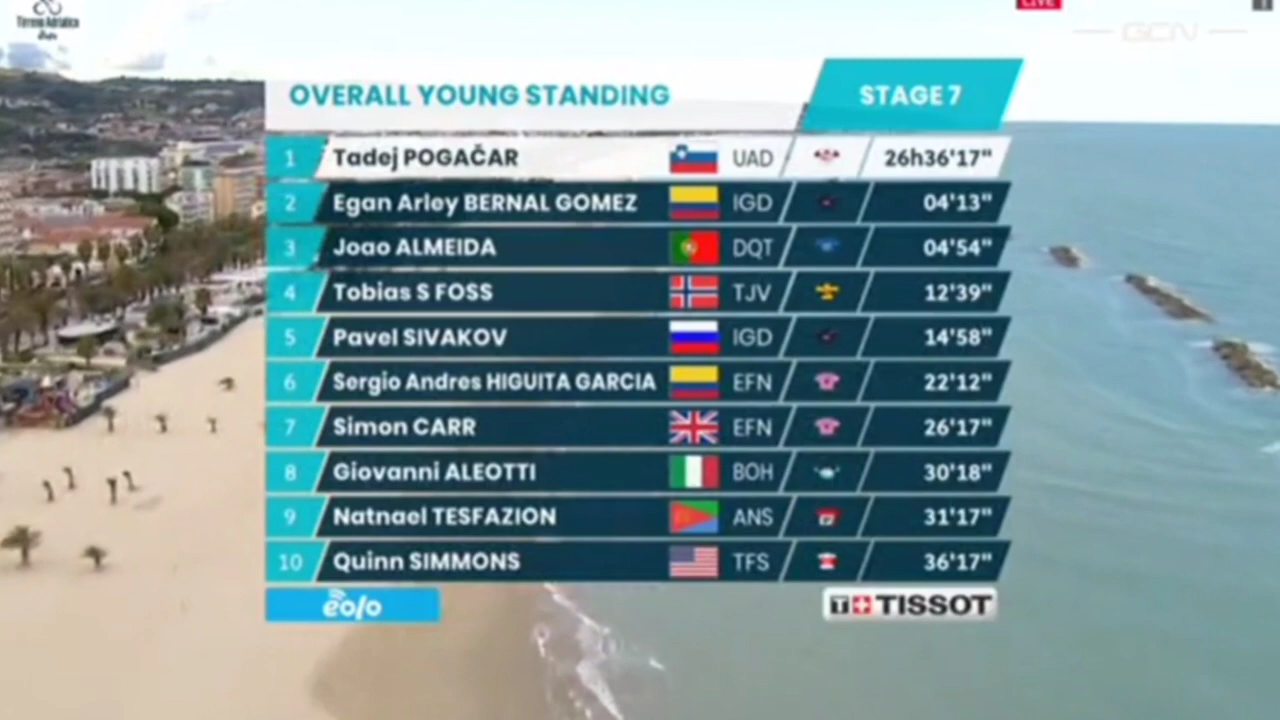 Tirreno Adriatico
LIVE
GCN
OVERALL YOUNG STANDING STAGE 7
1 Tadej POGAČAR UAD 26h36'17"
2 Egan Arley BERNAL GOMEZ IGD 04'13"
3 Joao ALMEIDA DQT 04'54"
4 Tobias S FOSS TJV 12'39"
5 Pavel SIVAKOV IGD 14'58"
6 Sergio Andres HIGUITA GARCIA EFN 22'12"
7 Simon CARR EFN 26'17"
8 Giovanni ALEOTTI BOH 30'18"
9 Natnael TESFAZION ANS 31'17"
10 Quinn SIMMONS TFS 36'17"
eolo T+ TISSOT